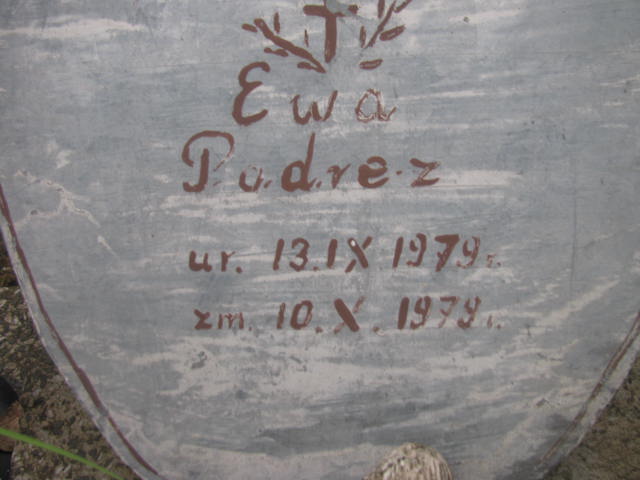 Ewa
Podrez
ur. 13.IX 1979r.
zm. 10.X. 1979r.